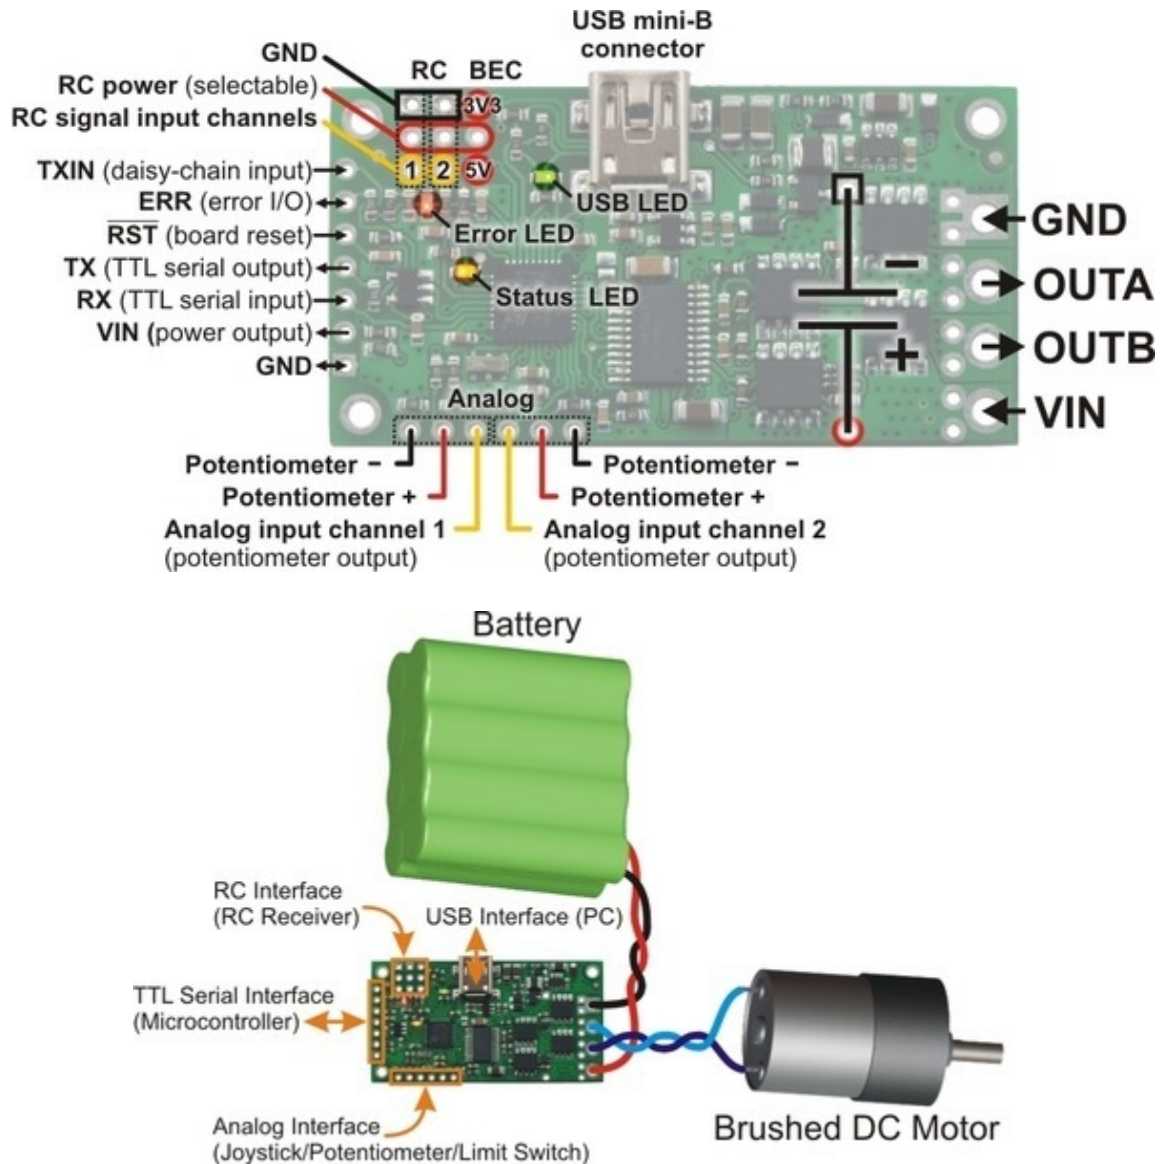 USB mini-B
connector
GND
RC BEC
RC power (selectable)
3V3
RC signal input channels
TXIN (daisy-chain input)
1 2 5V
USB LED
ERR (error I/O)
Error LED
RST (board reset)
TX (TTL serial output)
Status LED
RX (TTL serial input)
VIN (power output)
GND
GND
OUTA
OUTB
VIN
−
+
Analog
Potentiometer −
Potentiometer +
Analog input channel 1
(potentiometer output)
Potentiometer −
Potentiometer +
Analog input channel 2
(potentiometer output)
Battery
RC Interface
(RC Receiver)
USB Interface (PC)
TTL Serial Interface
(Microcontroller)
Analog Interface
(Joystick/Potentiometer/Limit Switch)
Brushed DC Motor